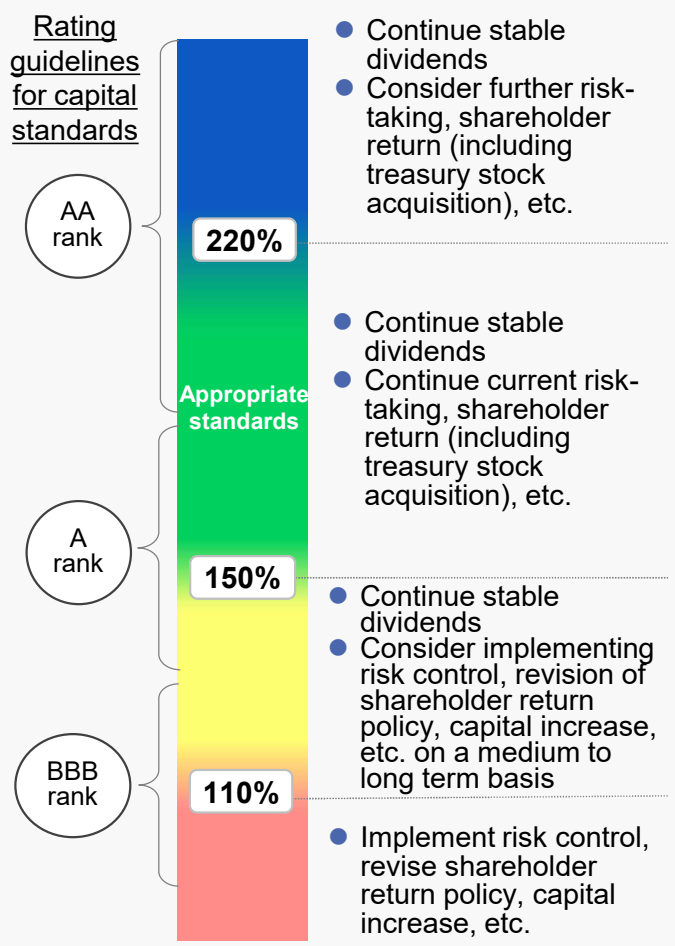 Rating
guidelines
for capital
standards
AA
rank
A
rank
BBB
rank
220%
Appropriate
standards
150%
110%
Continue stable
dividends
Consider further risk-
taking, shareholder
return (including
treasury stock
acquisition), etc.
Continue stable
dividends
Continue current risk-
taking, shareholder
return (including
treasury stock
acquisition), etc.
Continue stable
dividends
Consider implementing
risk control, revision of
shareholder return
policy, capital increase,
etc. on a medium to
long term basis
Implement risk control,
revise shareholder
return policy, capital
increase, etc.